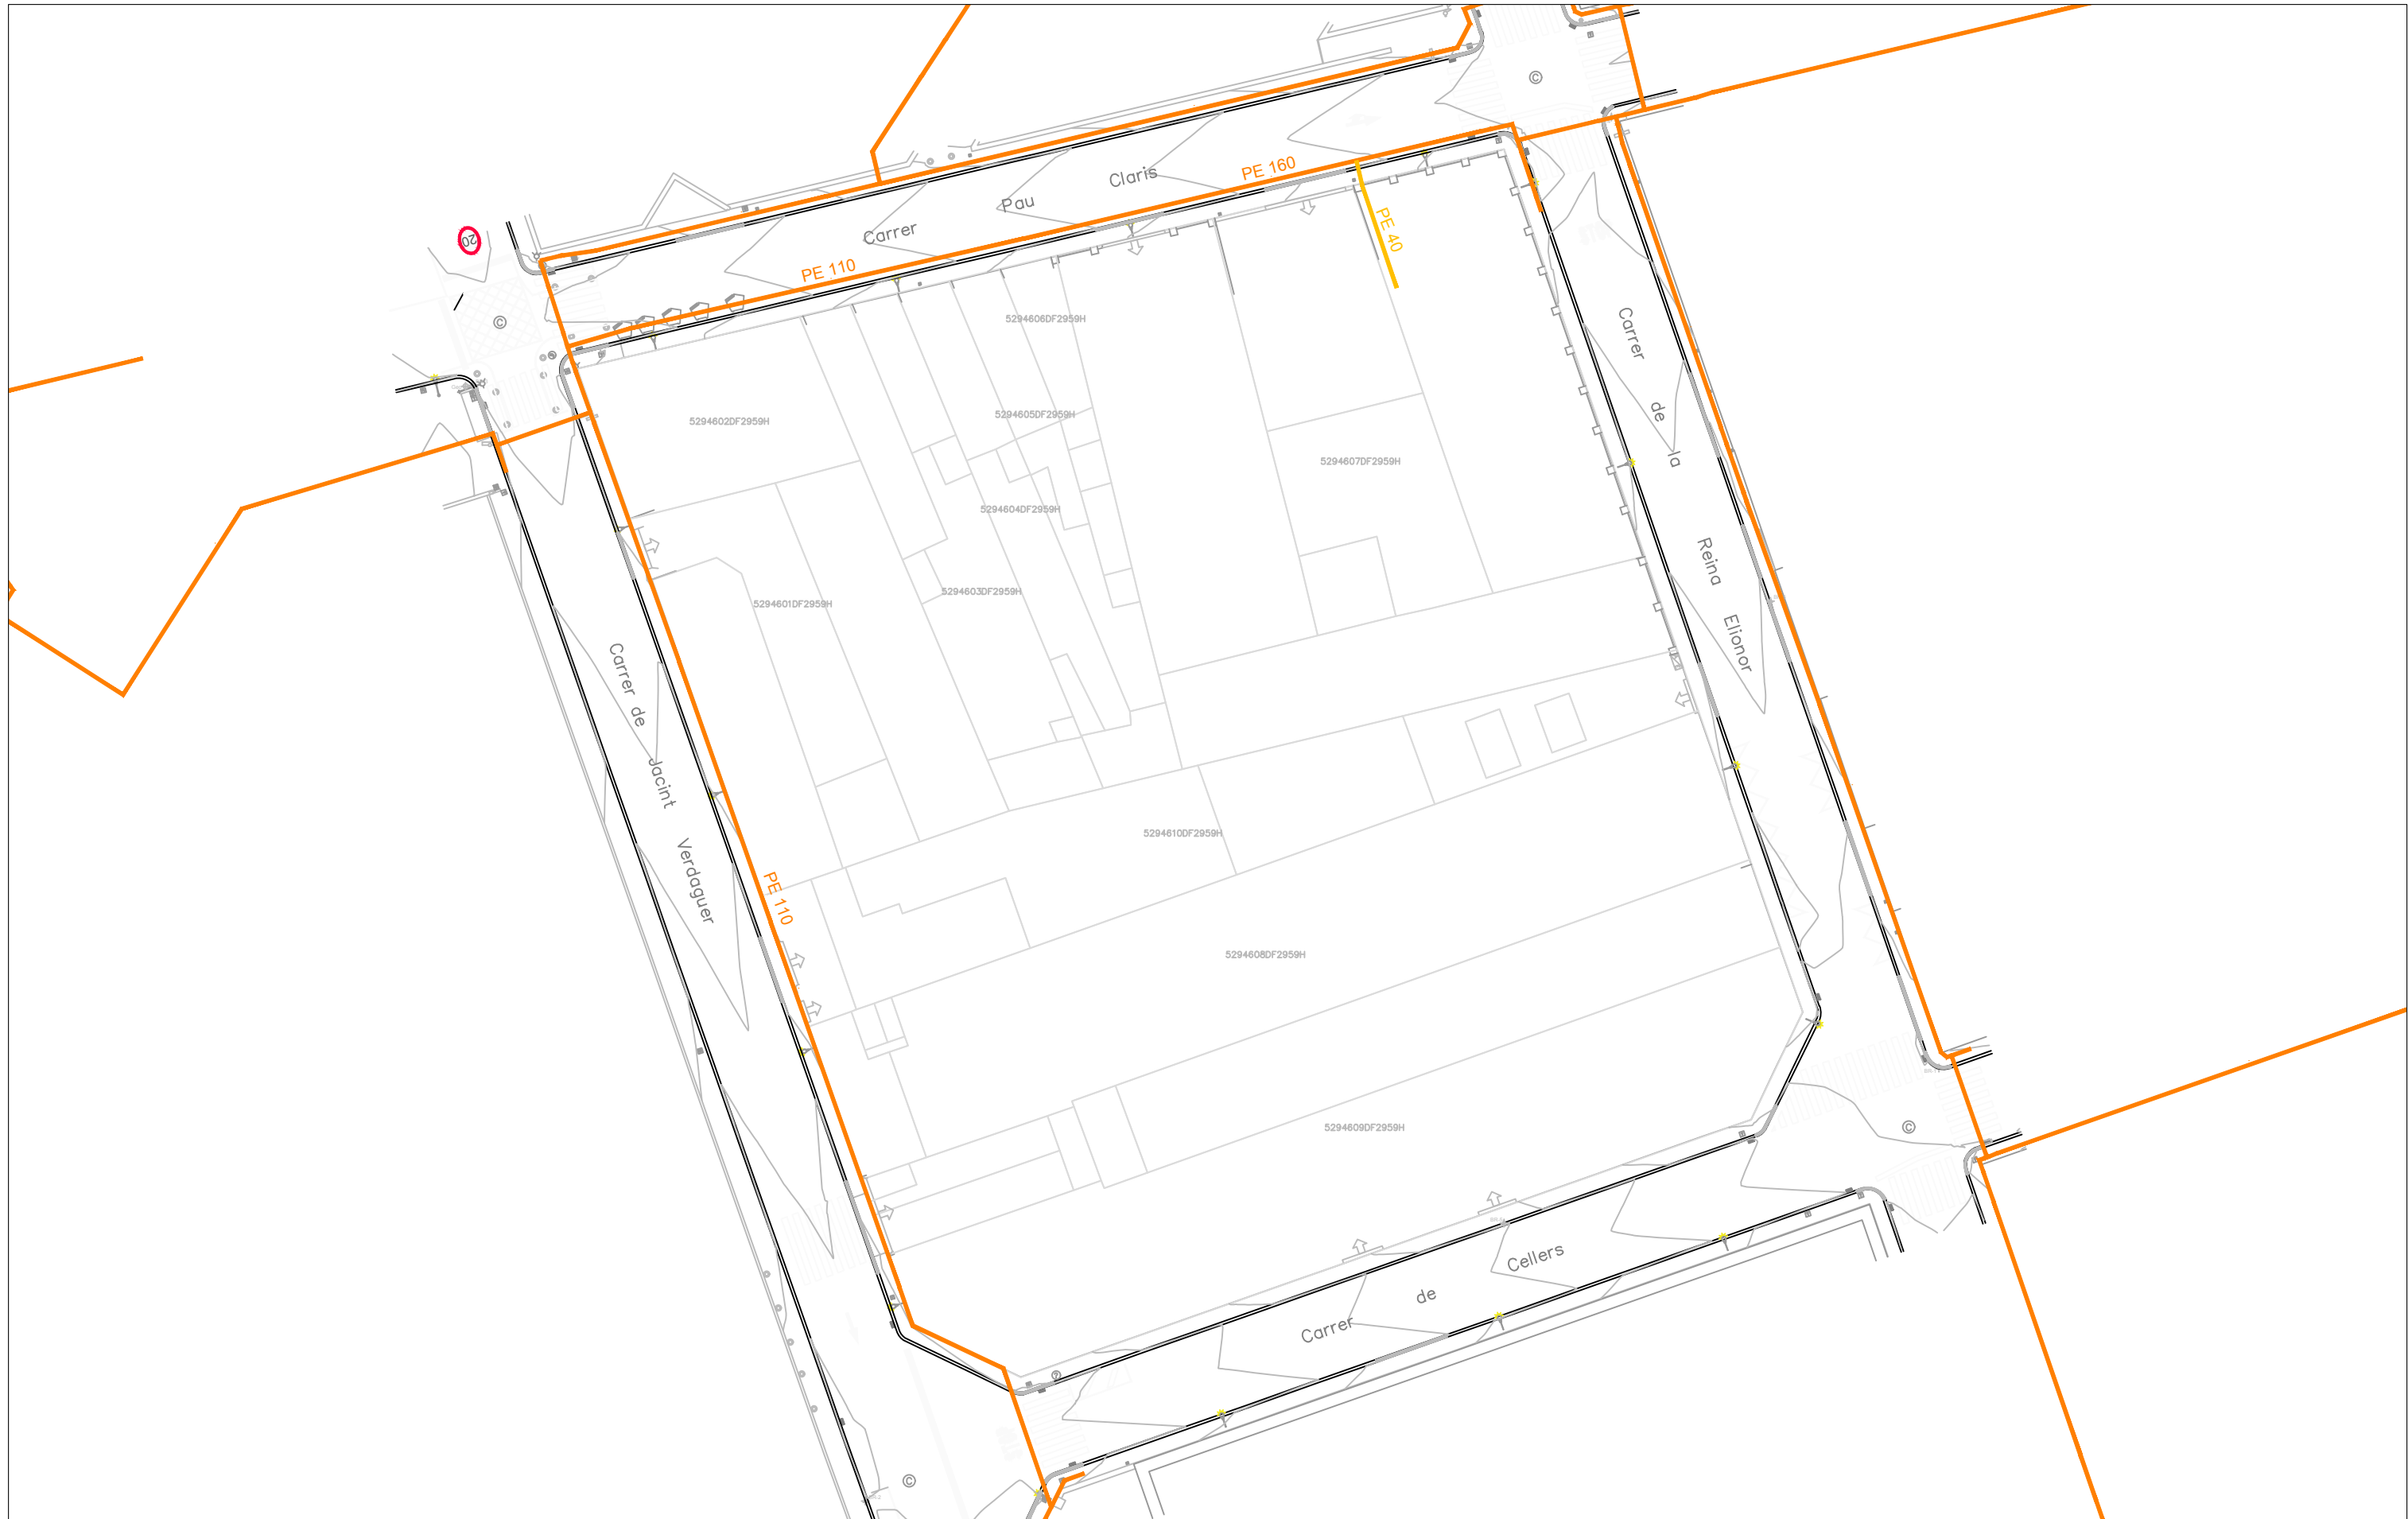 PE 160
Carrer Pau Claris
PE 40
20
PE 110
5294606DF2959H
Carrer de la Reina Elionor
5294602DF2959H
5294605DF2959H
5294607DF2959H
5294604DF2959H
5294603DF2959H
5294601DF2959H
Carrer de Jacint Verdaguer
5294610DF2959H
PE 110
5294608DF2959H
5294609DF2959H
Carrer de Cellers
C
C
C
C